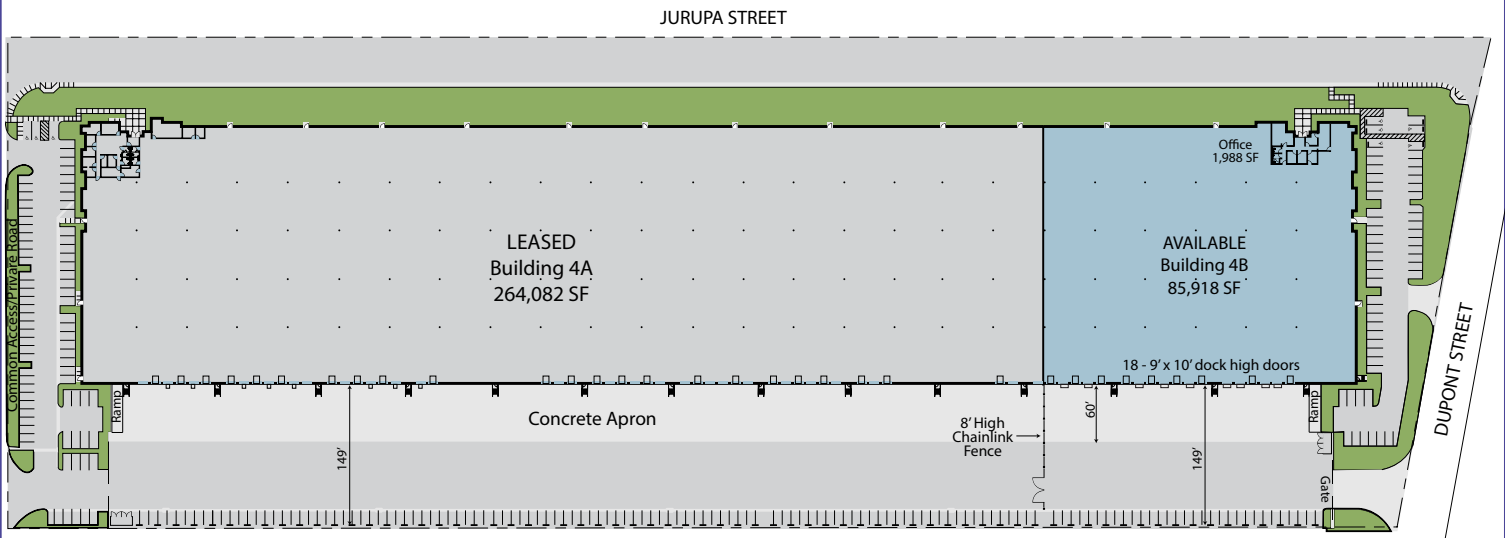 JURUPA STREET
Office
1,988 SF
LEASED
Building 4A
264,082 SF
AVAILABLE
Building 4B
85,918 SF
Common Access/Privare Road
DUPONT STREET
18 - 9' x 10' dock high doors
Ramp
Concrete Apron
8' High
Chainlink
Fence
60'
Ramp
149'
149'
Gate